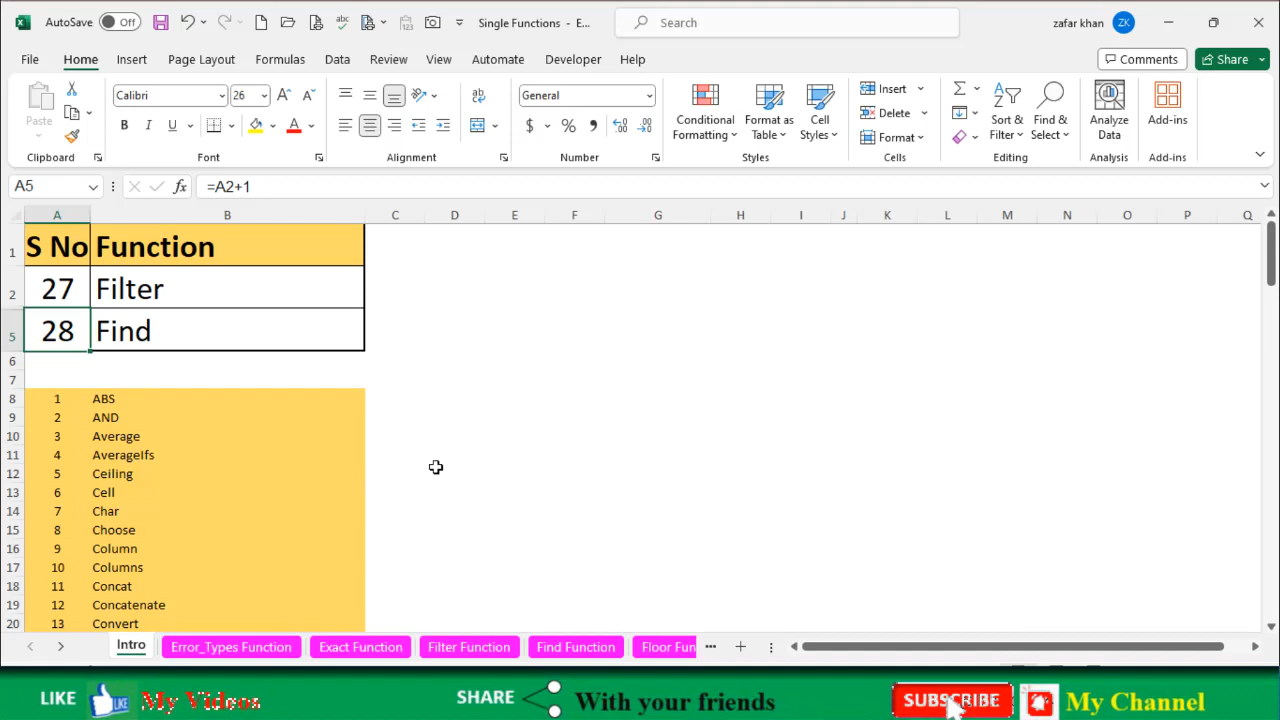 AutoSave Off Single Functions - E... Search zafar khan ZK
File Home Insert Page Layout Formulas Data Review View Automate Developer Help Comments Share
Paste Calibri 26 General Conditional Formatting Format as Table Cell Styles Insert Delete Format Sort & Filter Find & Select Analyze Data Add-ins
Clipboard Font Alignment Number Styles Cells Editing Analysis Add-ins
A5 fx =A2+1
A B C D E F G H I J K L M N O P Q
1 S No Function
2 27 Filter
5 28 Find
6
7
8 1 ABS
9 2 AND
10 3 Average
11 4 AverageIfs
12 5 Ceiling
13 6 Cell
14 7 Char
15 8 Choose
16 9 Column
17 10 Columns
18 11 Concat
19 12 Concatenate
20 13 Convert
Intro Error_Types Function Exact Function Filter Function Find Function Floor Fun
LIKE LIKE My Videos SHARE With your friends SUBSCRIBE My Channel